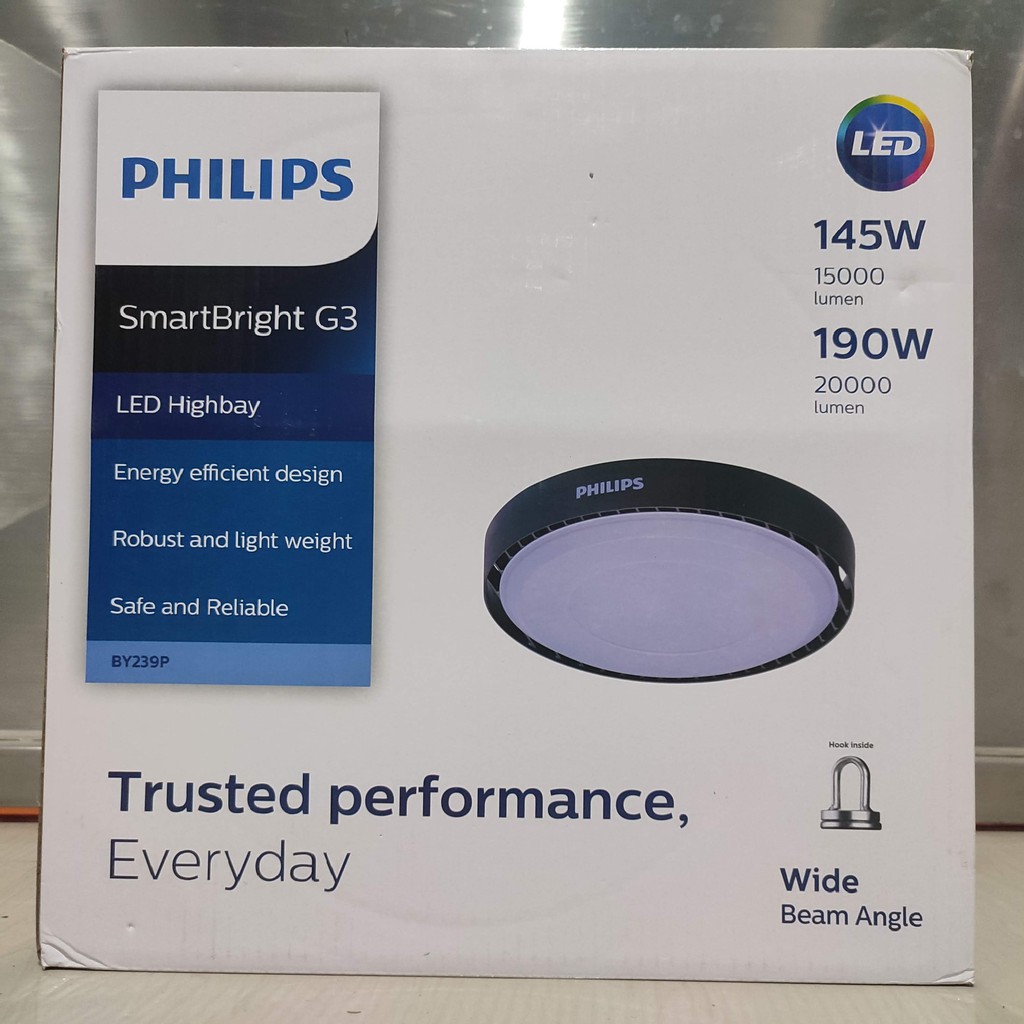 PHILIPS
SmartBright G3
LED Highbay
Energy efficient design
Robust and light weight
Safe and Reliable
BY239P
LED
145W
15000
lumen
190W
20000
lumen
PHILIPS
Hook inside
Trusted performance,
Everyday
Wide
Beam Angle